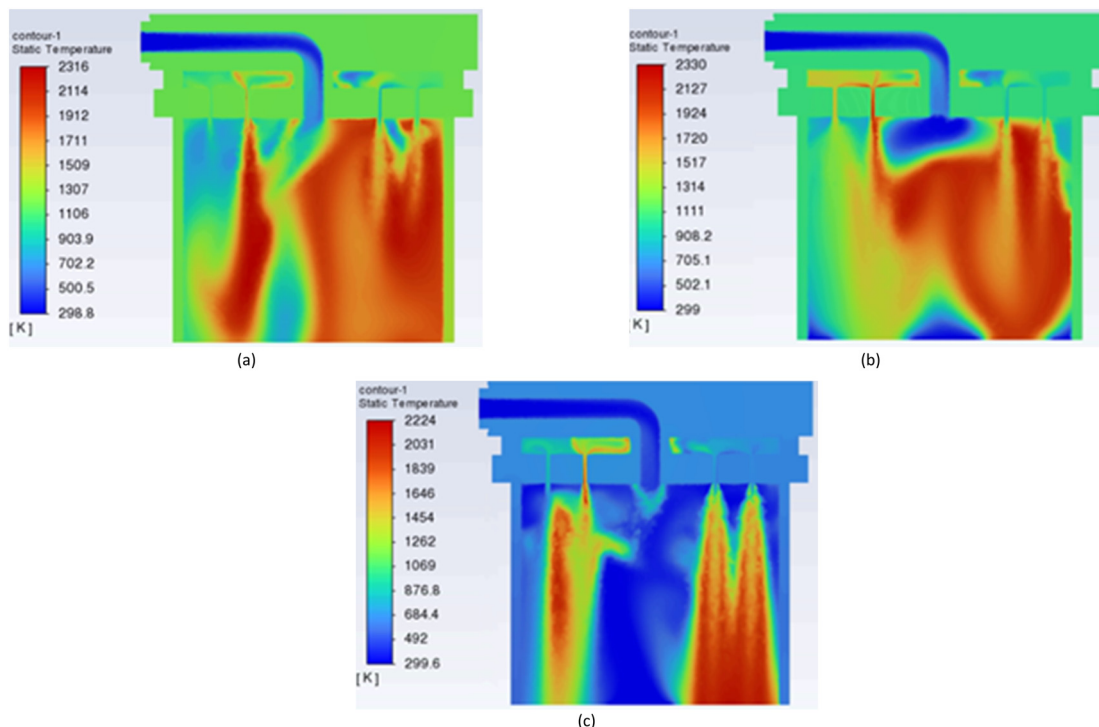 contour-1
Static Temperature
2316
2114
1912
1711
1509
1307
1106
903.9
702.2
500.5
298.8
[ K ]
(a)
contour-1
Static Temperature
2330
2127
1924
1720
1517
1314
1111
908.2
705.1
502.1
299
[ K ]
(b)
contour-1
Static Temperature
2224
2031
1839
1646
1454
1262
1069
876.8
684.4
492
299.6
[ K ]
(c)